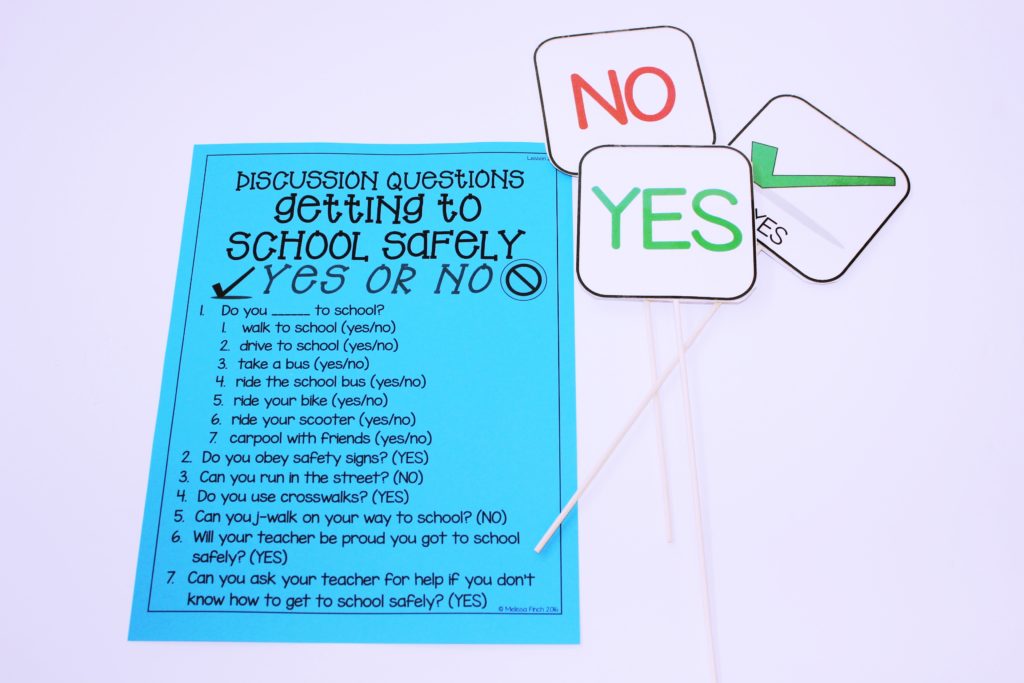 Lesson
DISCUSSION QUESTIONS
getting to
SCHOOL Safely
YES OR NO
1. Do you ______ to school?
1. walk to school (yes/no)
2. drive to school (yes/no)
3. take a bus (yes/no)
4. ride the school bus (yes/no)
5. ride your bike (yes/no)
6. ride your scooter (yes/no)
7. carpool with friends (yes/no)
2. Do you obey safety signs? (YES)
3. Can you run in the street? (NO)
4. Do you use crosswalks? (YES)
5. Can you j-walk on your way to school? (NO)
6. Will your teacher be proud you got to school
safely? (YES)
7. Can you ask your teacher for help if you don't
know how to get to school safely? (YES)
© Melissa Finch 2016
NO
YES
YES